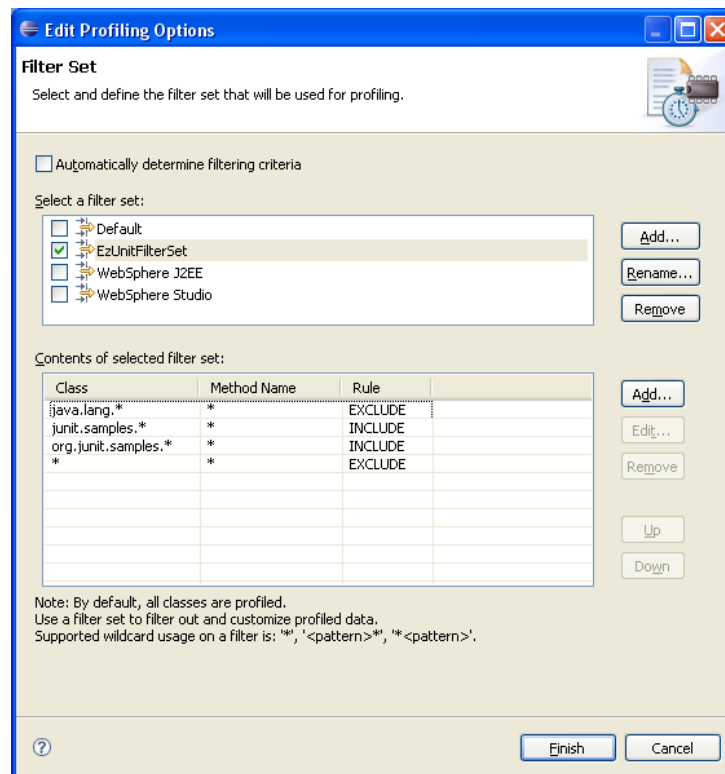 Edit Profiling Options
Filter Set
Select and define the filter set that will be used for profiling.
Automatically determine filtering criteria
Select a filter set:
Default
EzUnitFilterSet
WebSphere J2EE
WebSphere Studio
Add...
Rename...
Remove
Contents of selected filter set:
Class Method Name Rule
java.lang.* * EXCLUDE
junit.samples.* * INCLUDE
org.junit.samples.* * INCLUDE
* * EXCLUDE
Add...
Edit...
Remove
Up
Down
Note: By default, all classes are profiled.
Use a filter set to filter out and customize profiled data.
Supported wildcard usage on a filter is: '*', '<pattern>*', '*<pattern>'.
?
Finish Cancel